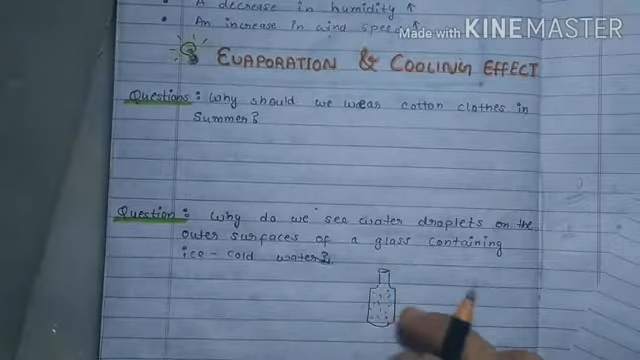 • A decrease in humidity ↑
• An increase in wind speed ↑
Made With KINEMASTER
EVAPORATION & COOLING EFFECT
Questions: Why should we wear cotton clothes in
Summer?
Question: Why do we see water droplets on the
outer surfaces of a glass containing
ice-cold water?